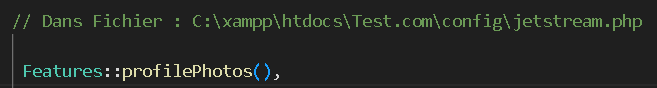 // Dans Fichier : C:\xampp\htdocs\Test.com\config\jetstream.php
Features::profilePhotos(),